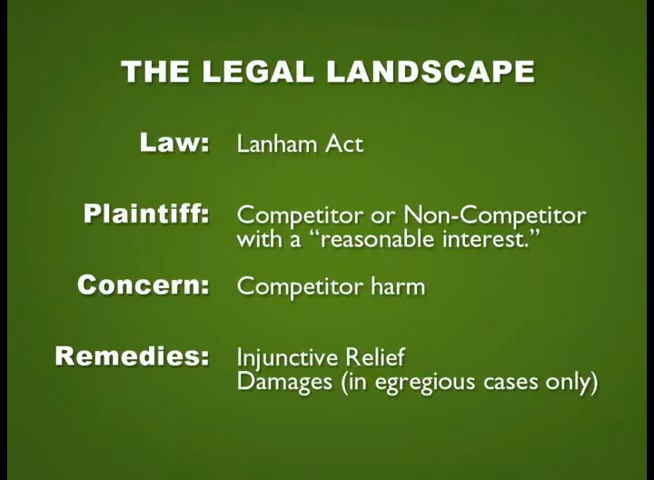 THE LEGAL LANDSCAPE
Law: Lanham Act
Plaintiff: Competitor or Non-Competitor
with a “reasonable interest.”
Concern: Competitor harm
Remedies: Injunctive Relief
Damages (in egregious cases only)